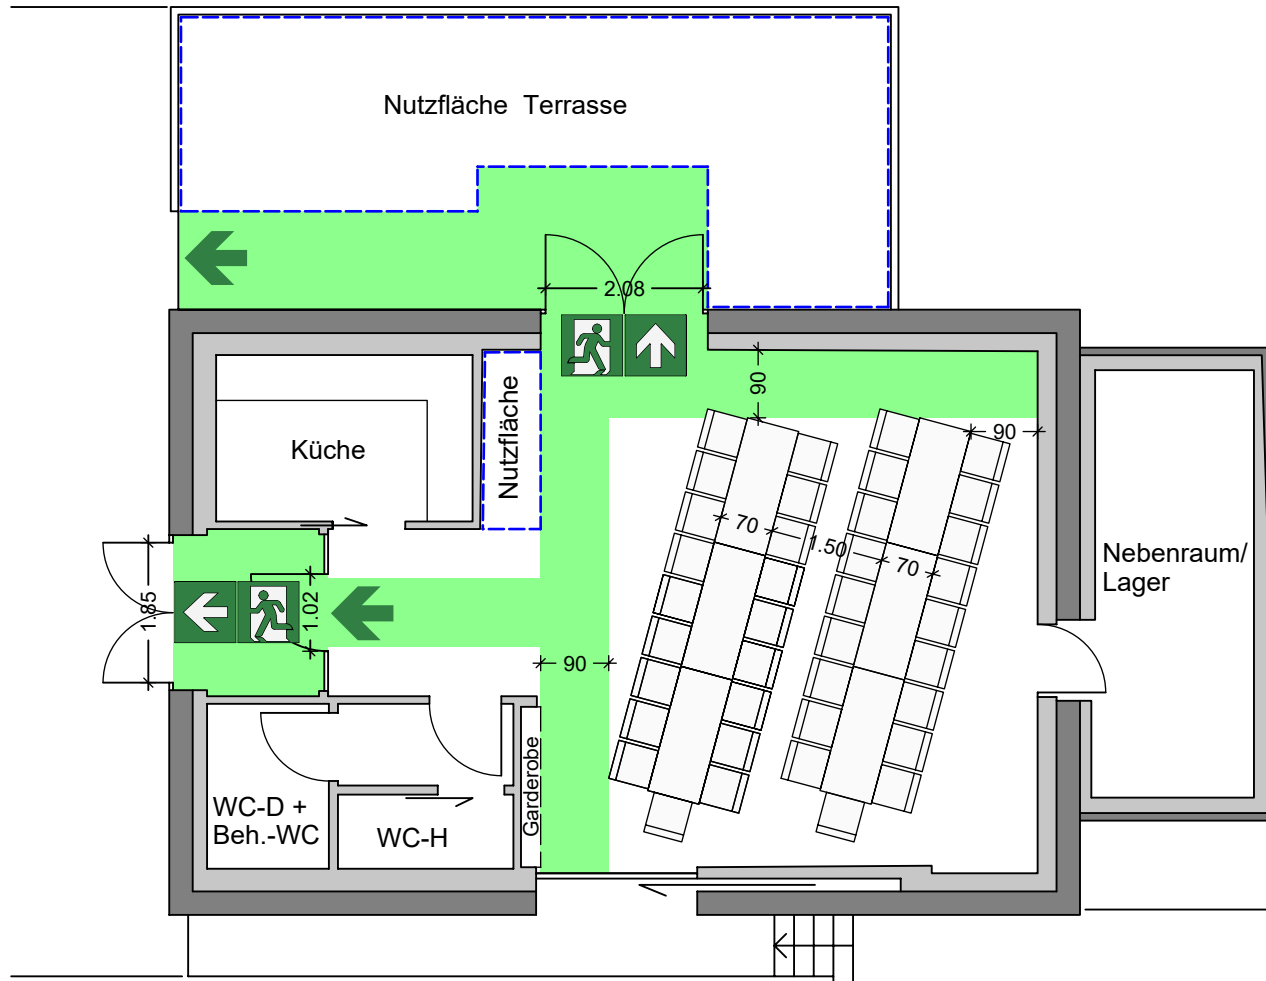 Nutzfläche Terrasse
2.08
90
Nutzfläche
90
Küche
70
1.50
70
Nebenraum/
Lager
1.85
1.02
90
Garderobe
WC-D +
Beh.-WC
WC-H